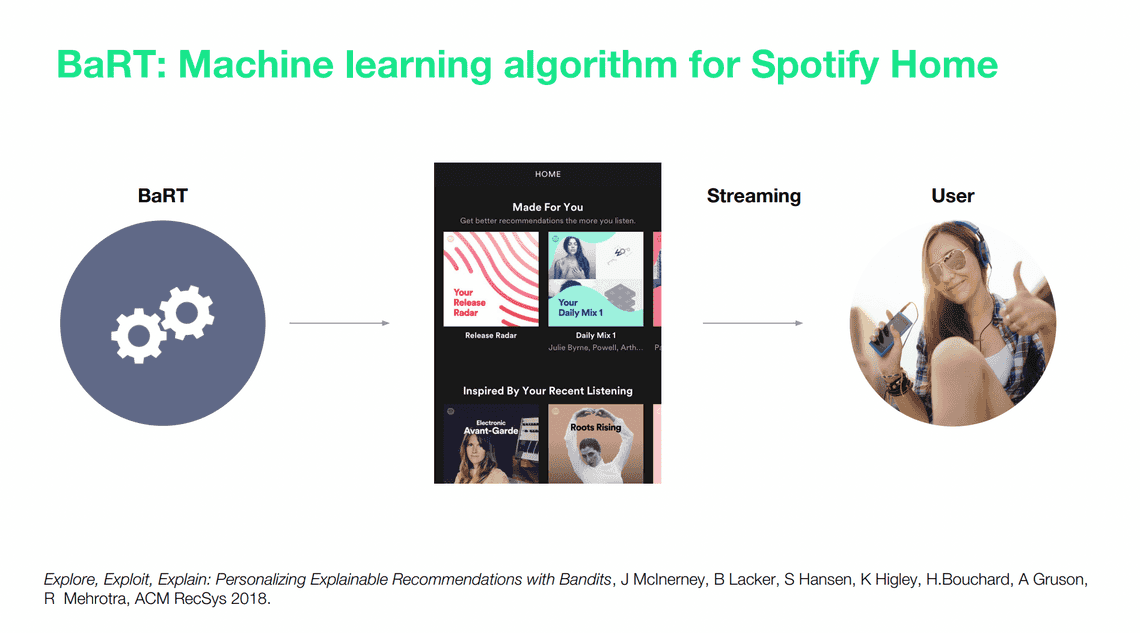 BaRT: Machine learning algorithm for Spotify Home
BaRT
HOME
Made For You
Get better recommendations the more you listen.
Your
Release
Radar
Your
Daily Mix 1
Release Radar
Daily Mix 1
Julie Byrne, Powell, Arth...
Inspired By Your Recent Listening
Electronic
Avant-Garde
Roots Rising
Streaming
User
Explore, Exploit, Explain: Personalizing Explainable Recommendations with Bandits, J McInerney, B Lacker, S Hansen, K Higley, H.Bouchard, A Gruson,
R Mehrotra, ACM RecSys 2018.